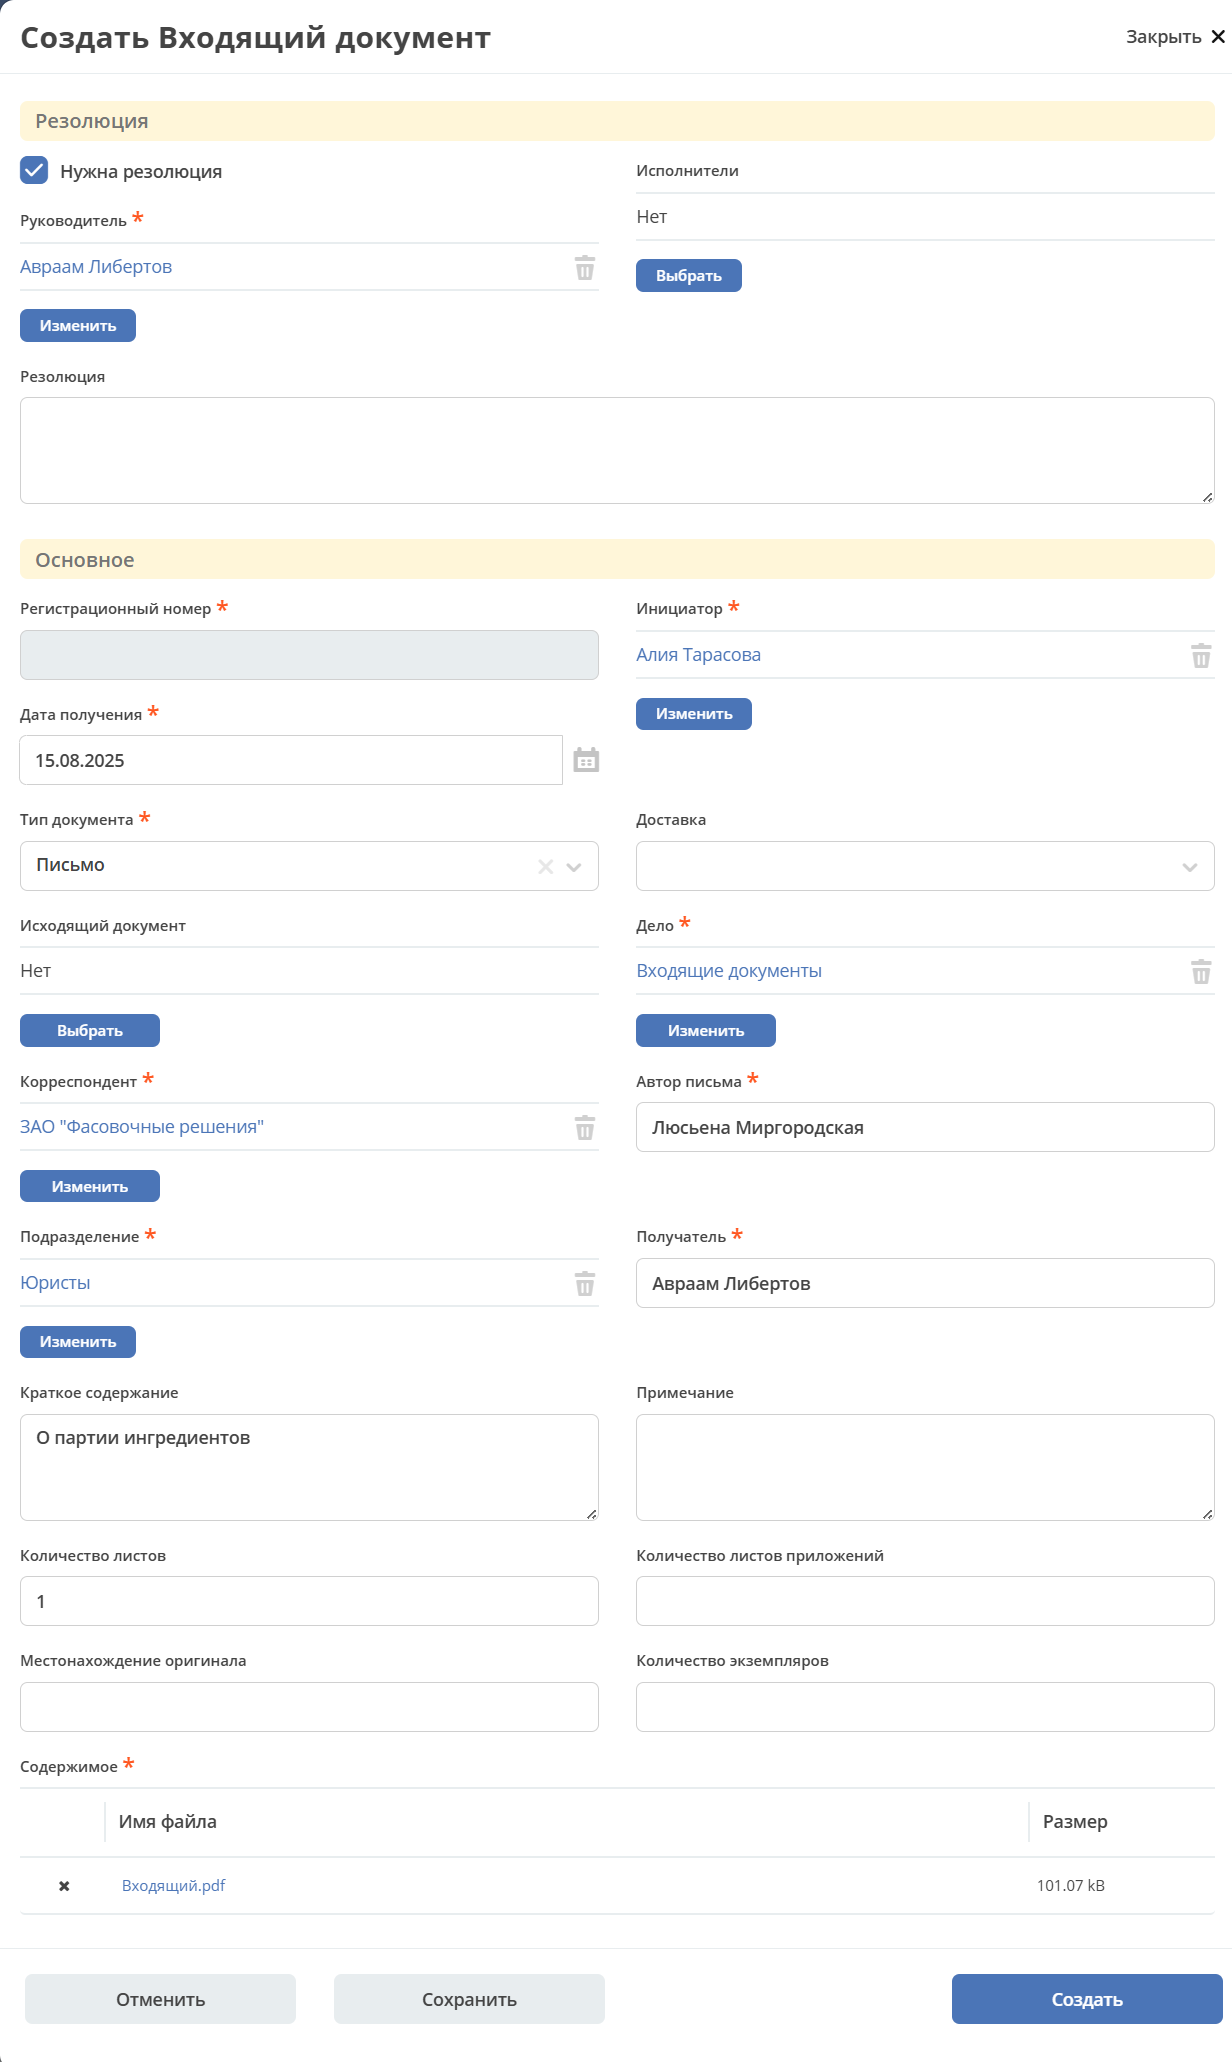 Создать Входящий документ
Закрыть
Резолюция
Нужна резолюция
Исполнители
Нет
Выбрать
Руководитель *
Авраам Либертов
Изменить
Резолюция
Основное
Регистрационный номер *
Инициатор *
Алия Тарасова
Изменить
Дата получения *
15.08.2025
Тип документа *
Письмо
Доставка
Исходящий документ
Нет
Выбрать
Дело *
Входящие документы
Изменить
Корреспондент *
ЗАО "Фасовочные решения"
Изменить
Автор письма *
Люсьена Миргородская
Подразделение *
Юристы
Изменить
Получатель *
Авраам Либертов
Краткое содержание
О партии ингредиентов
Примечание
Количество листов
1
Количество листов приложений
Местонахождение оригинала
Количество экземпляров
Содержимое *
Имя файла Размер
Входящий.pdf 101.07 kB
Отменить Сохранить Создать